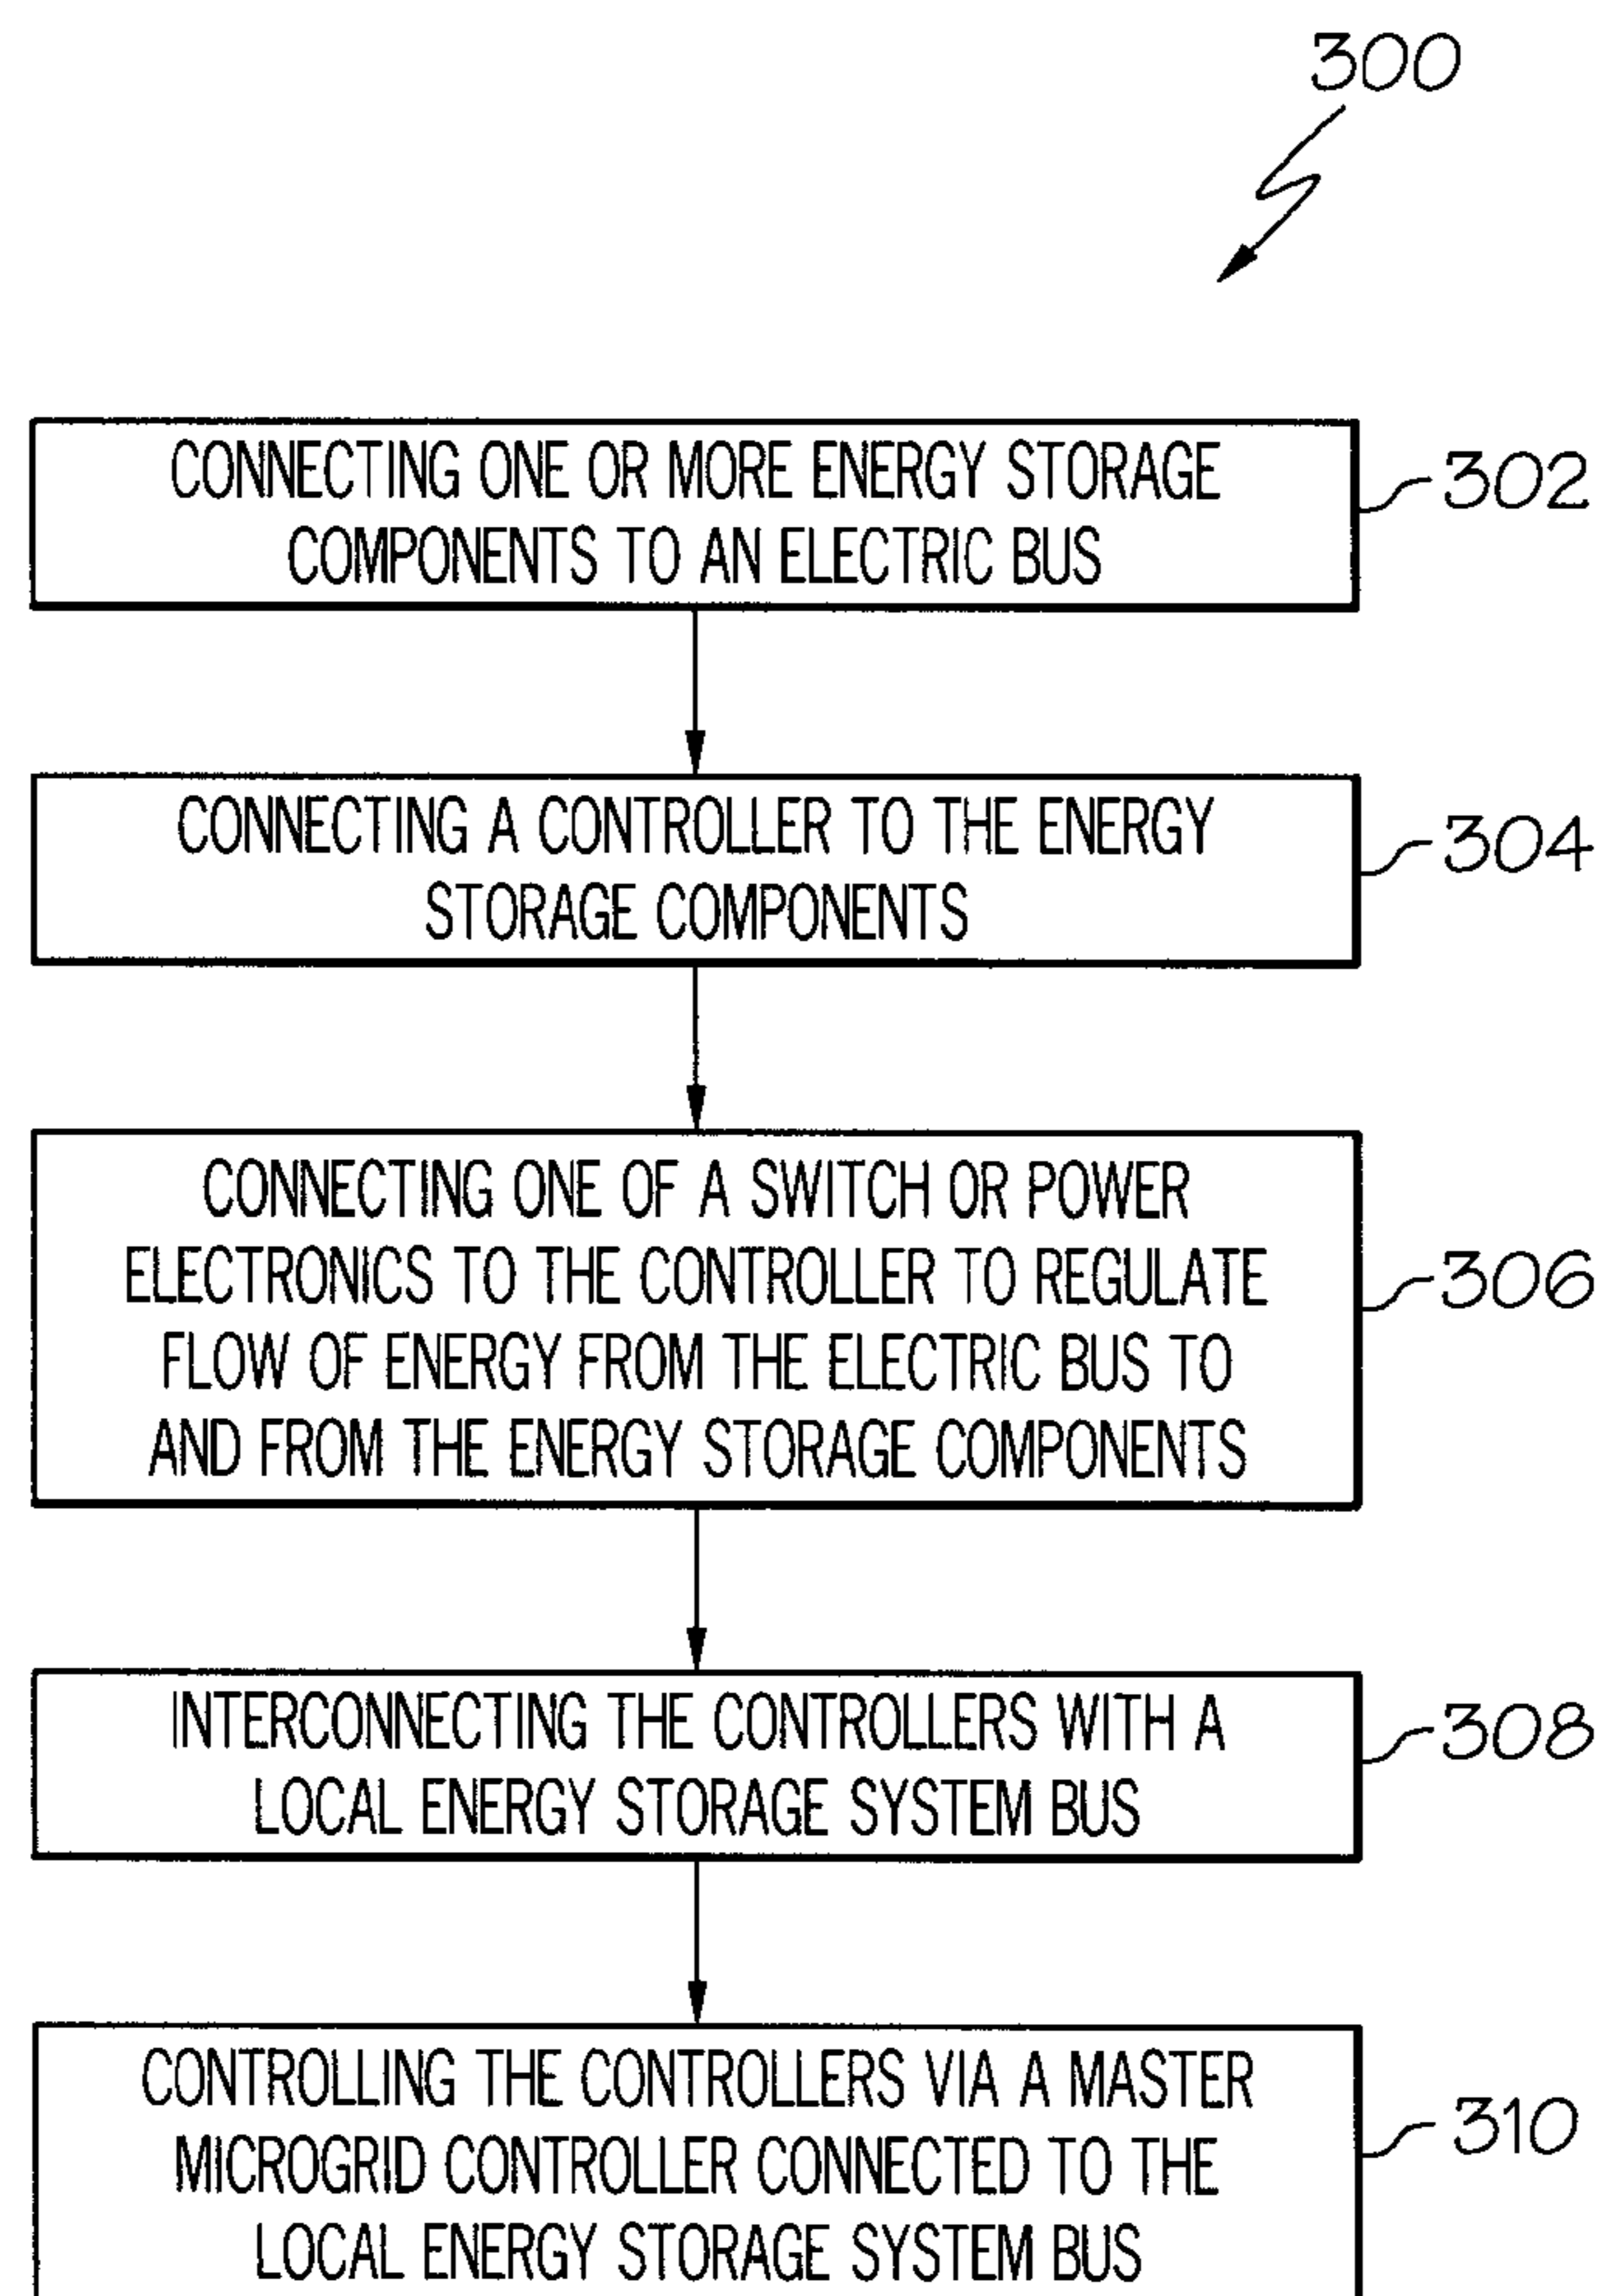 300
CONNECTING ONE OR MORE ENERGY STORAGE
COMPONENTS TO AN ELECTRIC BUS
302
CONNECTING A CONTROLLER TO THE ENERGY
STORAGE COMPONENTS
304
CONNECTING ONE OF A SWITCH OR POWER
ELECTRONICS TO THE CONTROLLER TO REGULATE
FLOW OF ENERGY FROM THE ELECTRIC BUS TO
AND FROM THE ENERGY STORAGE COMPONENTS
306
INTERCONNECTING THE CONTROLLERS WITH A
LOCAL ENERGY STORAGE SYSTEM BUS
308
CONTROLLING THE CONTROLLERS VIA A MASTER
MICROGRID CONTROLLER CONNECTED TO THE
LOCAL ENERGY STORAGE SYSTEM BUS
310